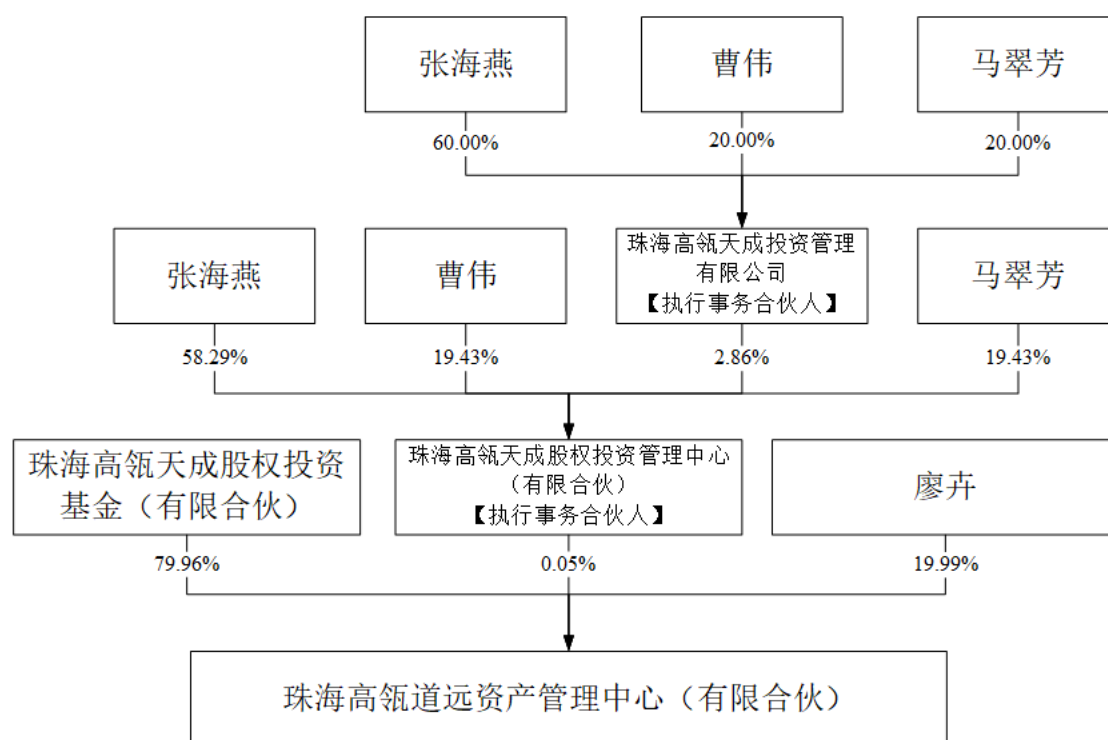 张海燕
曹伟
马翠芳
60.00%
20.00%
20.00%
张海燕
曹伟
珠海高瓴天成投资管理
有限公司
【执行事务合伙人】
马翠芳
58.29%
19.43%
2.86%
19.43%
珠海高瓴天成股权投资
基金（有限合伙）
珠海高瓴天成股权投资管理中心
（有限合伙）
【执行事务合伙人】
廖卉
79.96%
0.05%
19.99%
珠海高瓴道远资产管理中心（有限合伙）